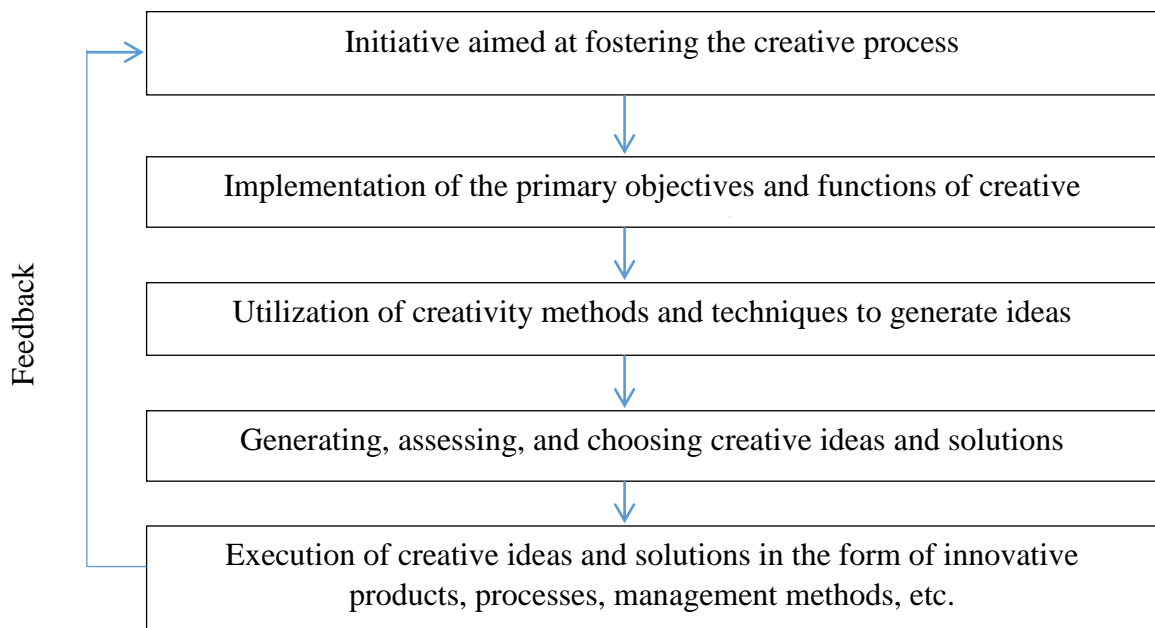 Initiative aimed at fostering the creative process
Implementation of the primary objectives and functions of creative
Utilization of creativity methods and techniques to generate ideas
Generating, assessing, and choosing creative ideas and solutions
Execution of creative ideas and solutions in the form of innovative
products, processes, management methods, etc.
Feedback